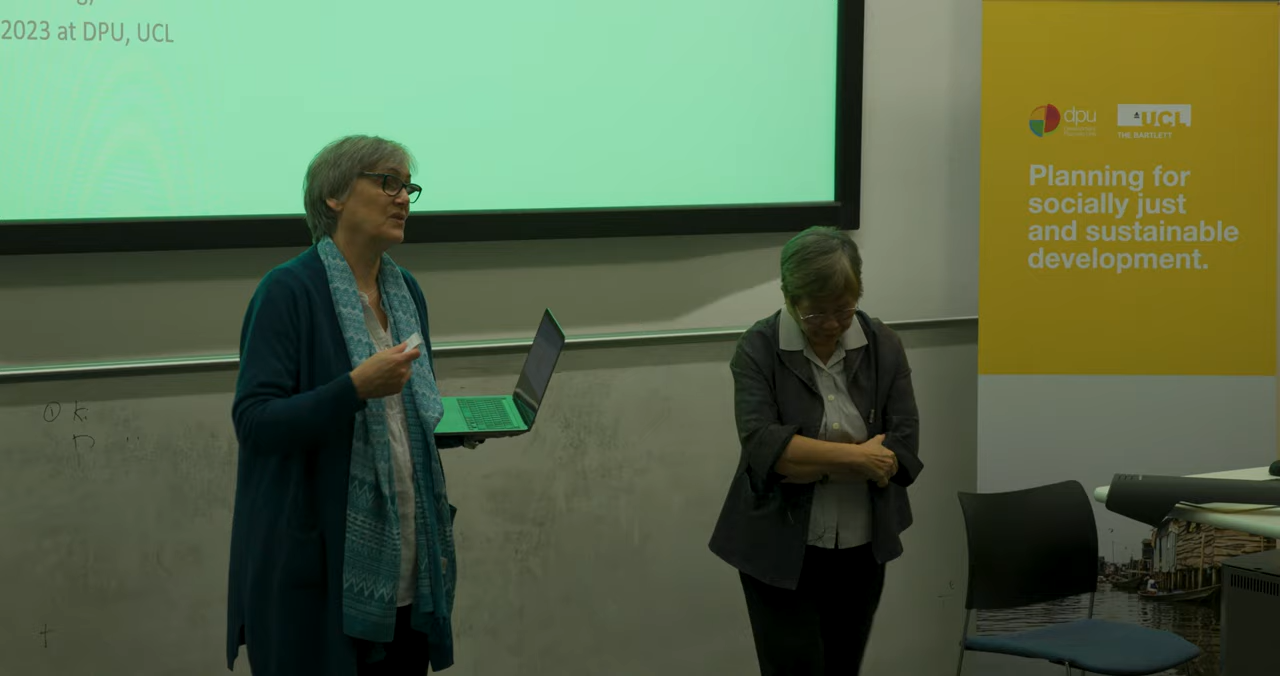 2023 at DPU, UCL
dpu
UCL
THE BARTLETT
Planning for
socially just
and sustainable
development.
k.